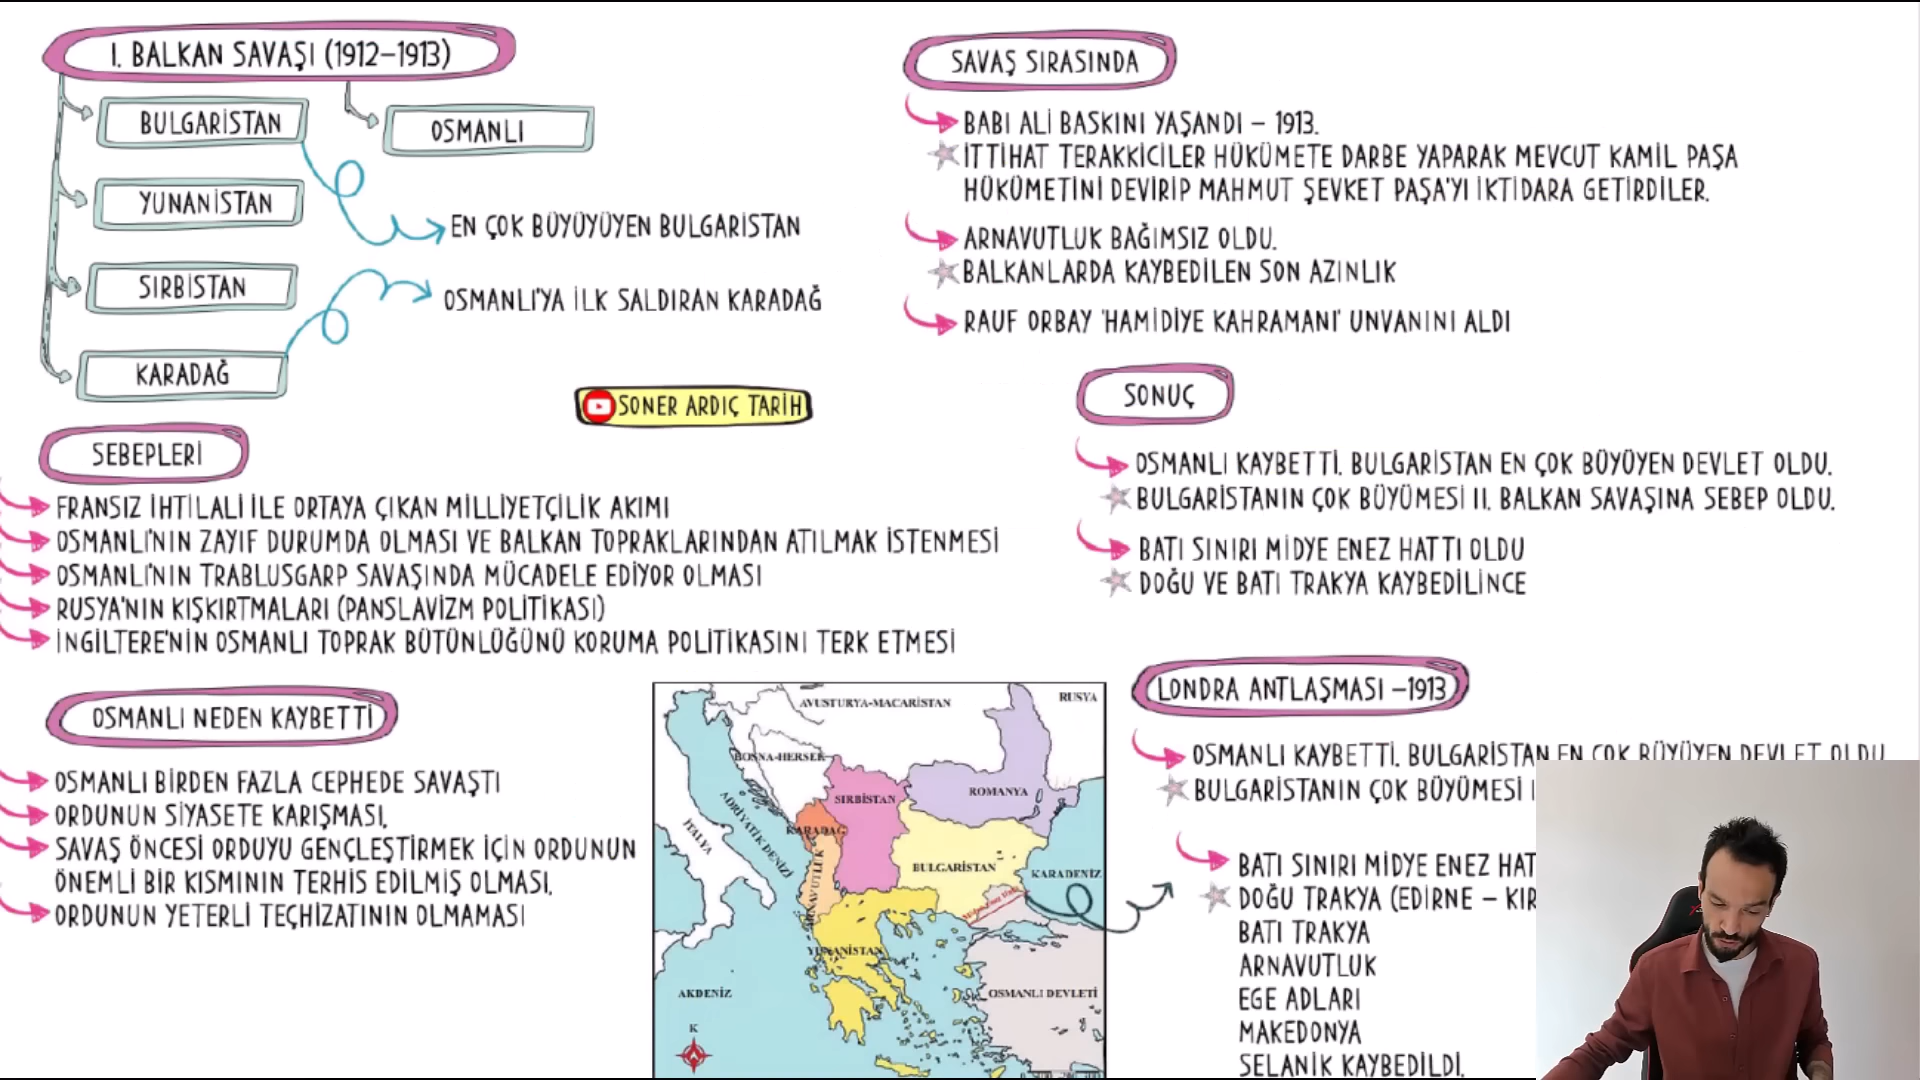 I. BALKAN SAVAŞI (1912–1913)
BULGARİSTAN
OSMANLI
YUNANİSTAN
EN ÇOK BÜYÜYÜYEN BULGARİSTAN
SIRBİSTAN
OSMANLI'YA İLK SALDIRAN KARADAĞ
KARADAĞ
SONER ARDIÇ TARİH
SEBEPLERİ
FRANSIZ İHTİLALİ İLE ORTAYA ÇIKAN MİLLİYETÇİLİK AKIMI
OSMANLI'NIN ZAYIF DURUMDA OLMASI VE BALKAN TOPRAKLARINDAN ATILMAK İSTENMESİ
OSMANLI'NIN TRABLUSGARP SAVAŞINDA MÜCADELE EDİYOR OLMASI
RUSYA'NIN KIŞKIRTMALARI (PANSLAVİZM POLİTİKASI)
İNGİLTERE'NİN OSMANLI TOPRAK BÜTÜNLÜĞÜNÜ KORUMA POLİTİKASINI TERK ETMESİ
OSMANLI NEDEN KAYBETTİ
OSMANLI BİRDEN FAZLA CEPHEDE SAVAŞTI
ORDUNUN SİYASETE KARIŞMASI.
SAVAŞ ÖNCESİ ORDUYU GENÇLEŞTİRMEK İÇİN ORDUNUN
ÖNEMLİ BİR KISMININ TERHİS EDİLMİŞ OLMASI.
ORDUNUN YETERLİ TEÇHİZATININ OLMAMASI
AVUSTURYA-MACARİSTAN
RUSYA
BOSNA-HERSEK
SIRBİSTAN
ROMANYA
İTALYA
ADRİYATİK DENİZİ
KARADAĞ
ARNAVUTLUK
BULGARİSTAN
KARADENİZ
YUNANİSTAN
AKDENİZ
OSMANLI DEVLETİ
K
SAVAŞ SIRASINDA
BABI ALİ BASKINI YAŞANDI – 1913.
İTTİHAT TERAKKİCİLER HÜKÜMETE DARBE YAPARAK MEVCUT KAMİL PAŞA
HÜKÜMETİNİ DEVİRİP MAHMUT ŞEVKET PAŞA'YI İKTİDARA GETİRDİLER.
ARNAVUTLUK BAĞIMSIZ OLDU.
BALKANLARDA KAYBEDİLEN SON AZINLIK
RAUF ORBAY 'HAMİDİYE KAHRAMANI' UNVANINI ALDI
SONUÇ
OSMANLI KAYBETTİ. BULGARİSTAN EN ÇOK BÜYÜYEN DEVLET OLDU.
BULGARİSTANIN ÇOK BÜYÜMESİ II. BALKAN SAVAŞINA SEBEP OLDU.
BATI SINIRI MİDYE ENEZ HATTI OLDU
DOĞU VE BATI TRAKYA KAYBEDİLİNCE
LONDRA ANTLAŞMASI –1913
OSMANLI KAYBETTİ. BULGARİSTAN EN ÇOK BÜYÜYEN DEVLET OLDU
BULGARİSTANIN ÇOK BÜYÜMESİ I
BATI SINIRI MİDYE ENEZ HAT
DOĞU TRAKYA (EDİRNE – KIR
BATI TRAKYA
ARNAVUTLUK
EGE ADLARI
MAKEDONYA
SELANİK KAYBEDİLDİ.